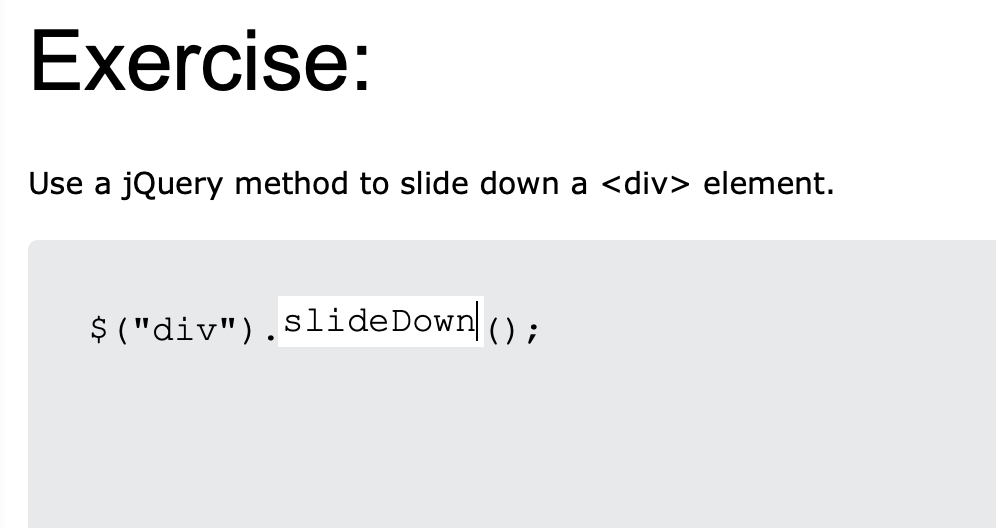 Exercise:
Use a jQuery method to slide down a <div> element.
$("div").slideDown();